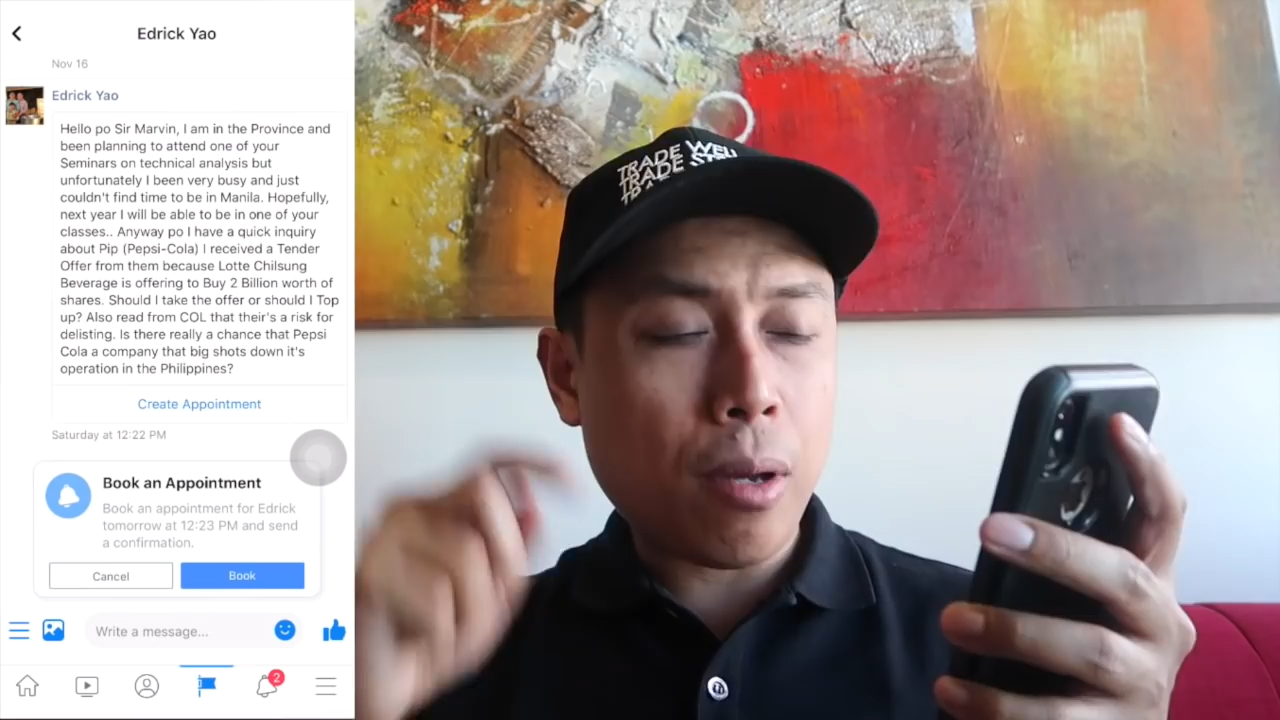 Edrick Yao
Nov 16
Edrick Yao
Hello po Sir Marvin, I am in the Province and
been planning to attend one of your
Seminars on technical analysis but
unfortunately I been very busy and just
couldn't find time to be in Manila. Hopefully,
next year I will be able to be in one of your
classes.. Anyway po I have a quick inquiry
about Pip (Pepsi-Cola) I received a Tender
Offer from them because Lotte Chilsung
Beverage is offering to Buy 2 Billion worth of
shares. Should I take the offer or should I Top
up? Also read from COL that their's a risk for
delisting. Is there really a chance that Pepsi
Cola a company that big shots down it's
operation in the Philippines?
Create Appointment
Saturday at 12:22 PM
Book an Appointment
Book an appointment for Edrick
tomorrow at 12:23 PM and send
a confirmation.
Cancel
Book
Write a message...
2
TRADE WELL
TRADE